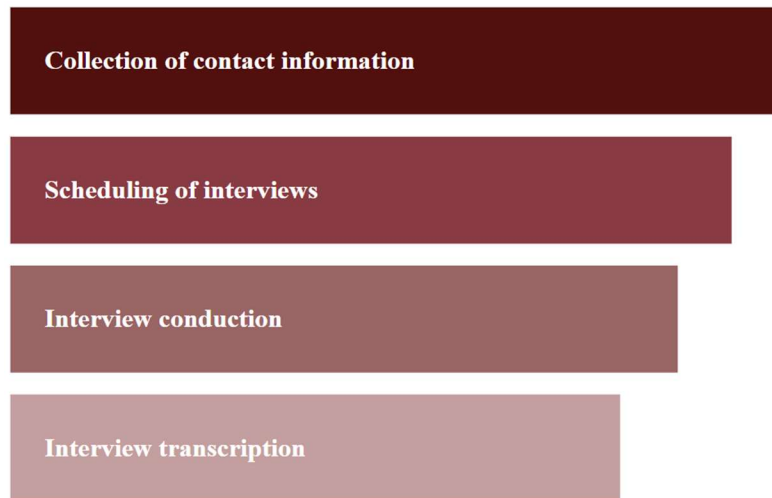 Collection of contact information
Scheduling of interviews
Interview conduction
Interview transcription